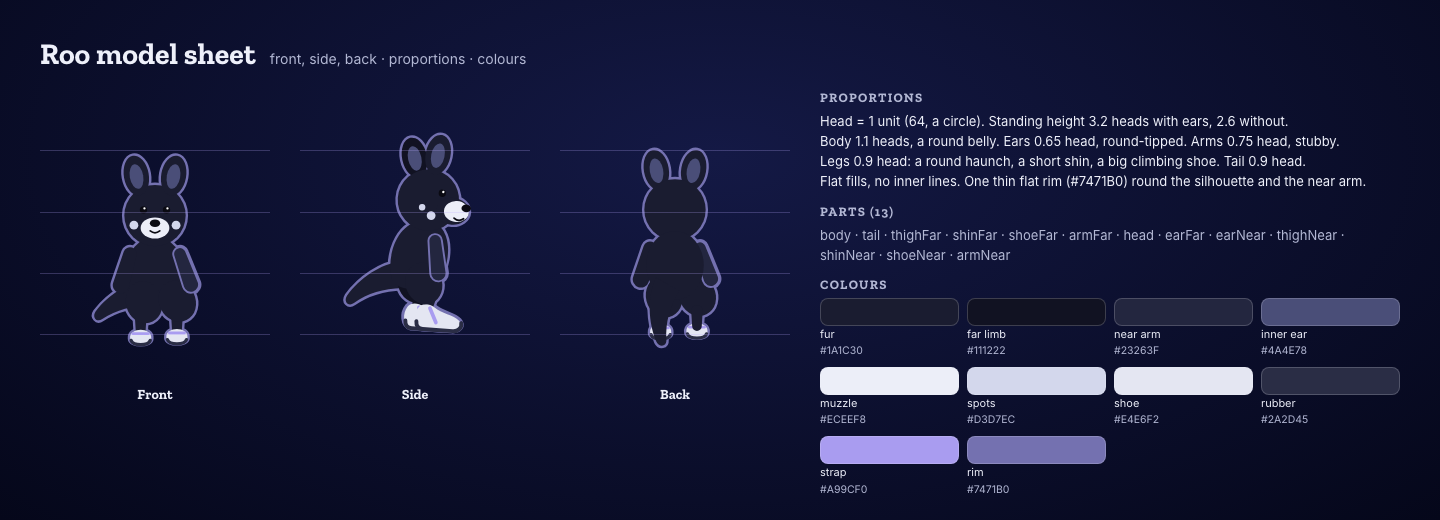 Roo model sheet front, side, back · proportions · colours
Front
Side
Back
PROPORTIONS
Head = 1 unit (64, a circle). Standing height 3.2 heads with ears, 2.6 without.
Body 1.1 heads, a round belly. Ears 0.65 head, round-tipped. Arms 0.75 head, stubby.
Legs 0.9 head: a round haunch, a short shin, a big climbing shoe. Tail 0.9 head.
Flat fills, no inner lines. One thin flat rim (#7471B0) round the silhouette and the near arm.
PARTS (13)
body · tail · thighFar · shinFar · shoeFar · armFar · head · earFar · earNear · thighNear ·
shinNear · shoeNear · armNear
COLOURS
fur far limb near arm inner ear
#1A1C30 #111222 #23263F #4A4E78
muzzle spots shoe rubber
#ECEEF8 #D3D7EC #E4E6F2 #2A2D45
strap rim
#A99CF0 #7471B0